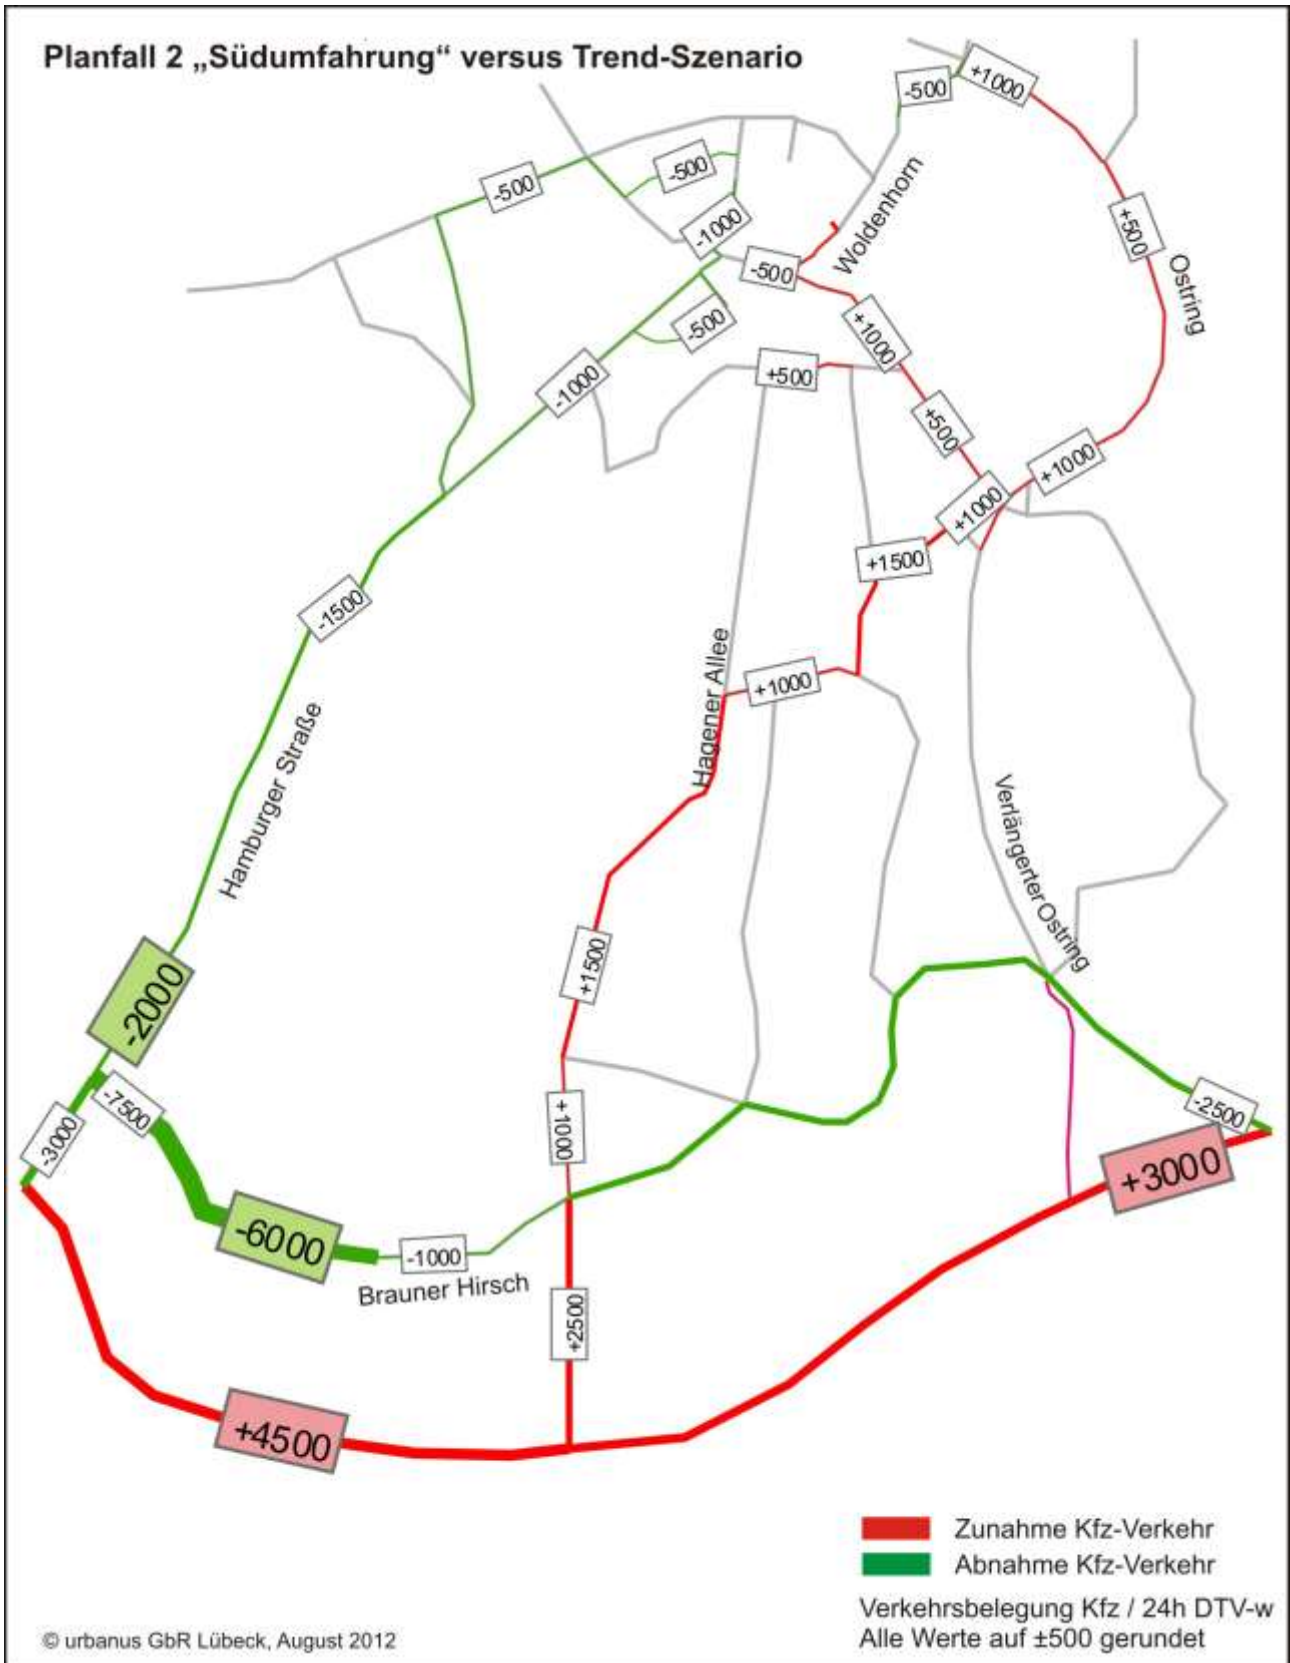 Planfall 2 „Südumfahrung“ versus Trend-Szenario
+1000
-500
-500
-500
-1000
Woldenhorn
+500
-500
Ostring
-500
+1000
-1000
+500
+500
+1000
+1000
+1500
-1500
Hagener Allee
+1000
Hamburger Straße
Verlängerter Ostring
+1500
-2000
-7500
-3000
+1000
-2500
+3000
-6000
-1000
Brauner Hirsch
+2500
+4500
Zunahme Kfz-Verkehr
Abnahme Kfz-Verkehr
Verkehrsbelegung Kfz / 24h DTV-w
Alle Werte auf ±500 gerundet
© urbanus GbR Lübeck, August 2012